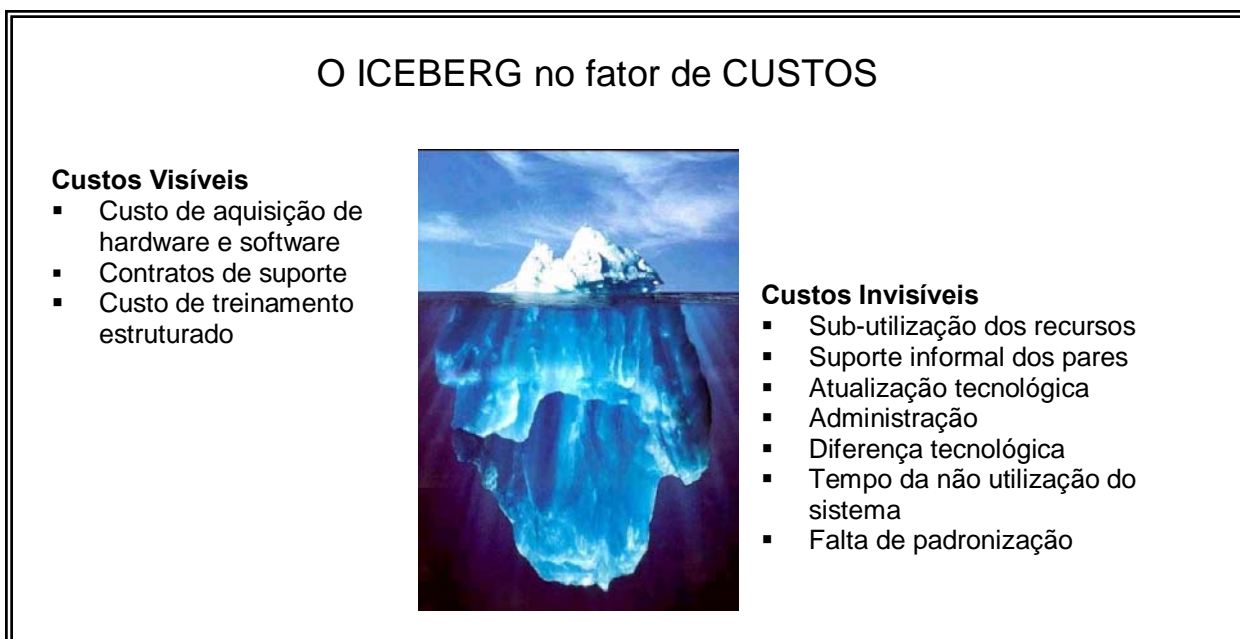 O ICEBERG no fator de CUSTOS
Custos Visíveis
▪ Custo de aquisição de
hardware e software
▪ Contratos de suporte
▪ Custo de treinamento
estruturado
Custos Invisíveis
▪ Sub-utilização dos recursos
▪ Suporte informal dos pares
▪ Atualização tecnológica
▪ Administração
▪ Diferença tecnológica
▪ Tempo da não utilização do
sistema
▪ Falta de padronização